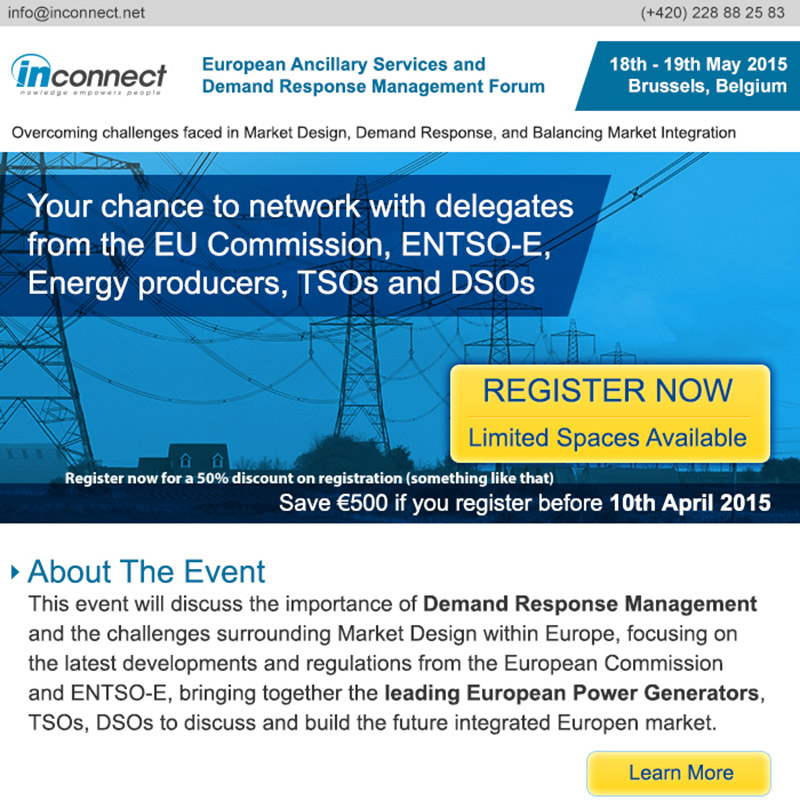 info@inconnect.net
(+420) 228 88 25 83
inconnect
nowledge empowers people
European Ancillary Services and
Demand Response Management Forum
18th - 19th May 2015
Brussels, Belgium
Overcoming challenges faced in Market Design, Demand Response, and Balancing Market Integration
Your chance to network with delegates
from the EU Commission, ENTSO-E,
Energy producers, TSOs and DSOs
REGISTER NOW
Limited Spaces Available
Register now for a 50% discount on registration (something like that)
Save €500 if you register before 10th April 2015
About The Event
This event will discuss the importance of Demand Response Management
and the challenges surrounding Market Design within Europe, focusing on
the latest developments and regulations from the European Commission
and ENTSO-E, bringing together the leading European Power Generators,
TSOs, DSOs to discuss and build the future integrated Europen market.
Learn More